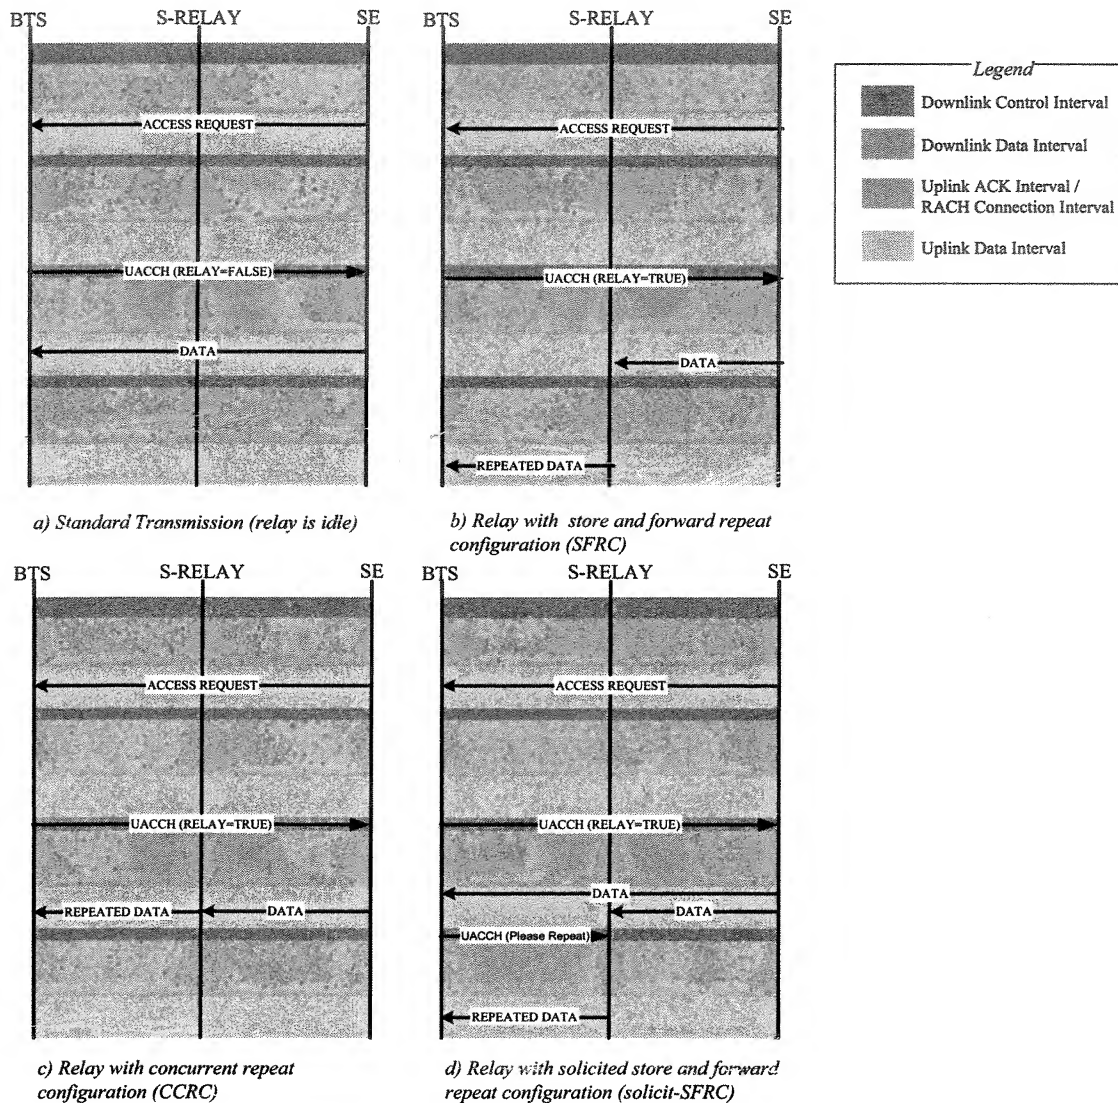 BTS S-RELAY SE
ACCESS REQUEST
UACCH (RELAY=FALSE)
DATA
a) Standard Transmission (relay is idle)
BTS S-RELAY SE
ACCESS REQUEST
UACCH (RELAY=TRUE)
DATA
REPEATED DATA
b) Relay with store and forward repeat
configuration (SFRC)
Legend
Downlink Control Interval
Downlink Data Interval
Uplink ACK Interval /
RACH Connection Interval
Uplink Data Interval
BTS S-RELAY SE
ACCESS REQUEST
UACCH (RELAY=TRUE)
REPEATED DATA DATA
c) Relay with concurrent repeat
configuration (CCRC)
BTS S-RELAY SE
ACCESS REQUEST
UACCH (RELAY=TRUE)
DATA
DATA
UACCH (Please Repeat)
REPEATED DATA
d) Relay with solicited store and forward
repeat configuration (solicit-SFRC)